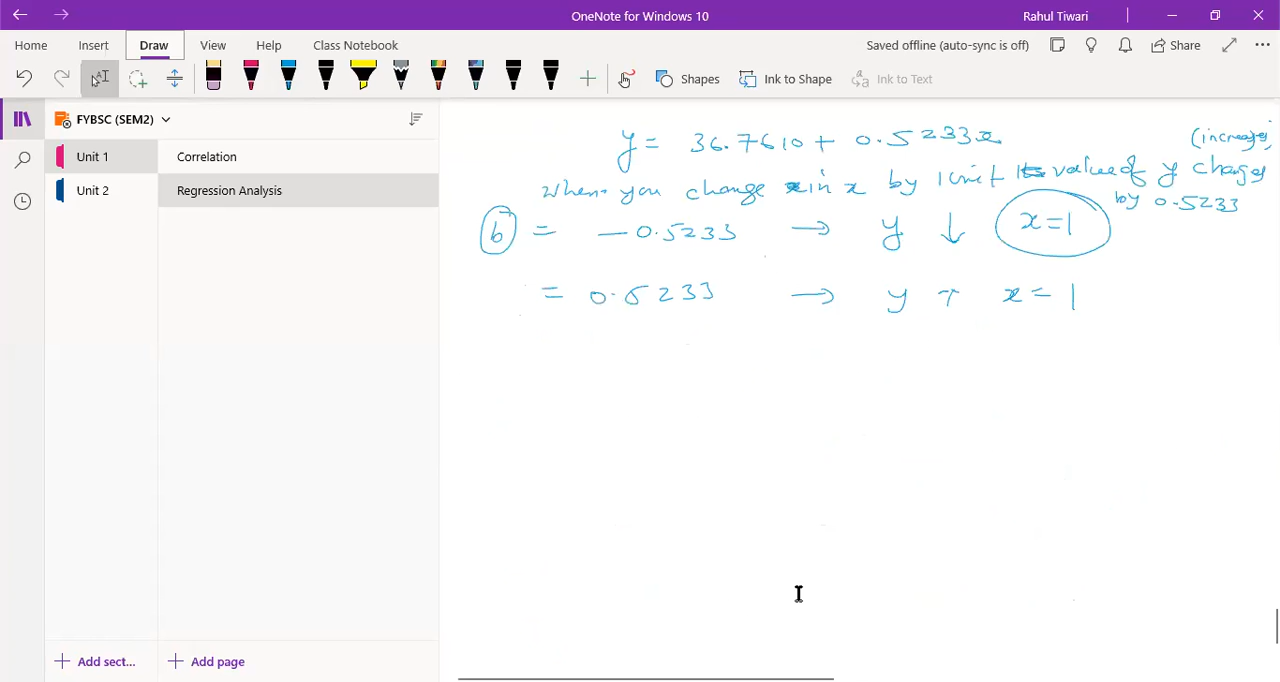 OneNote for Windows 10
Rahul Tiwari
Home Insert Draw View Help Class Notebook
Saved offline (auto-sync is off)
Share
Shapes
Ink to Shape
Ink to Text
FYBSC (SEM2)
Unit 1
Unit 2
Correlation
Regression Analysis
y = 36.7610 + 0.5233x
(increases)
When you change in x by 1 unit value of y changes
by 0.5233
b = - 0.5233 → y ↓ x=1
= 0.5233 → y ↑ x = 1
Add sect...
Add page